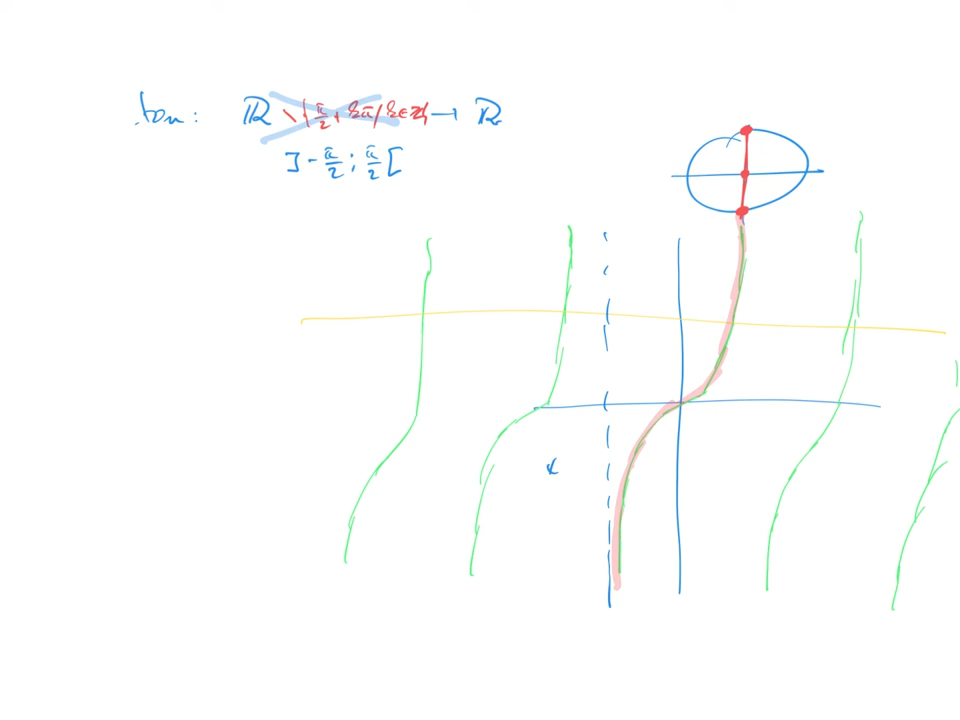 tan: ℝ \ {π/2 + kπ | k∈ℤ} → ℝ
]-π/2 ; π/2[